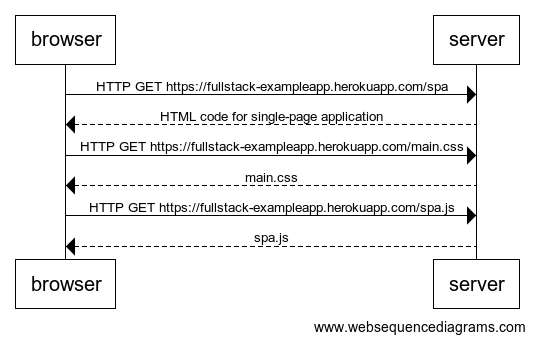 browser
server
HTTP GET https://fullstack-exampleapp.herokuapp.com/spa
HTML code for single-page application
HTTP GET https://fullstack-exampleapp.herokuapp.com/main.css
main.css
HTTP GET https://fullstack-exampleapp.herokuapp.com/spa.js
spa.js
browser
server
www.websequencediagrams.com